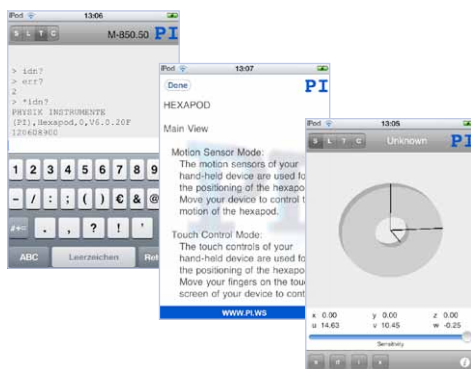 iPod 13:06
S L T C M-850.50 PI
> idn?
> err?
2
> *idn?
PHYSIK INSTRUMENTE
(PI),Hexapod,0,V6.0.20F
120608900
1 2 3 4 5 6 7 8 9
- / : ; ( ) € & @
#+= . , ? ! '
ABC Leerzeichen Ret
iPod 13:07
Done PI
HEXAPOD
Main View
Motion Sensor Mode:
The motion sensors of your
hand-held device are used fo
the positioning of the hexapo
Move your device to control t
motion of the hexapod.
Touch Control Mode:
The touch controls of your
hand-held device are used fo
the positioning of the hexapo
Move your fingers on the touc
screen of your device to cont
WWW.PI.WS
iPod 13:05
S L ? C Unknown PI
x 0.00 y 0.00 z 0.00
u 14.63 v 10.45 w -0.25
Sensitivity